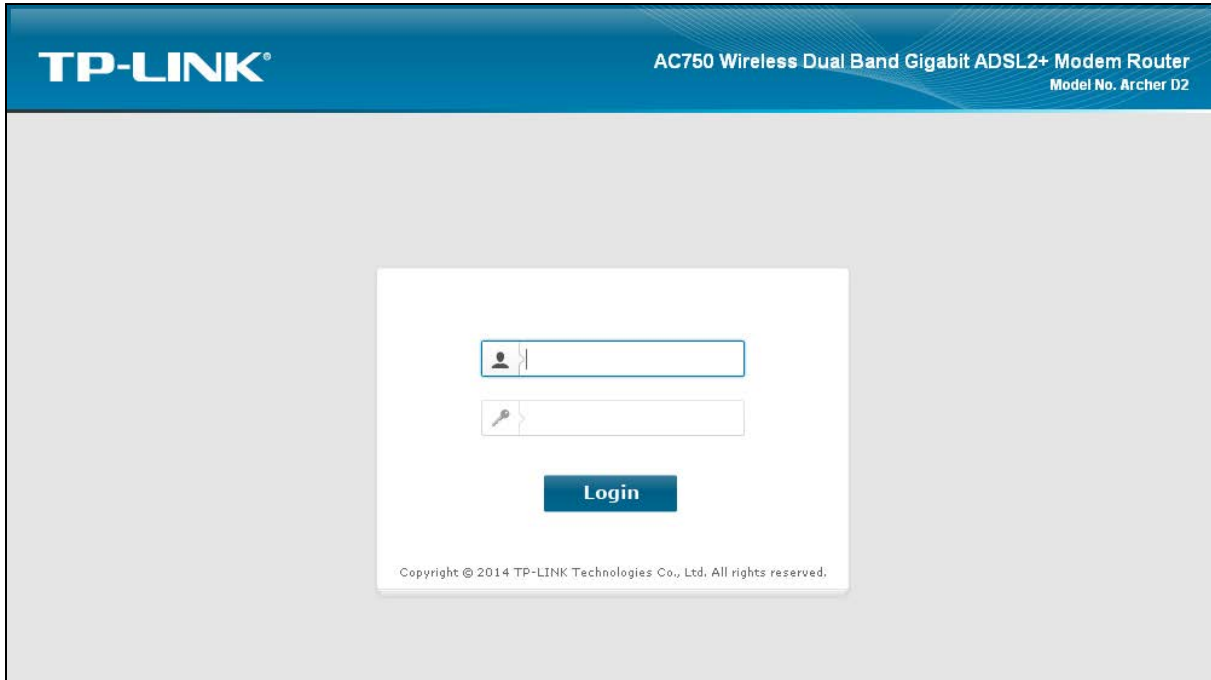 TP-LINK®
AC750 Wireless Dual Band Gigabit ADSL2+ Modem Router
Model No. Archer D2
Login
Copyright © 2014 TP-LINK Technologies Co., Ltd. All rights reserved.